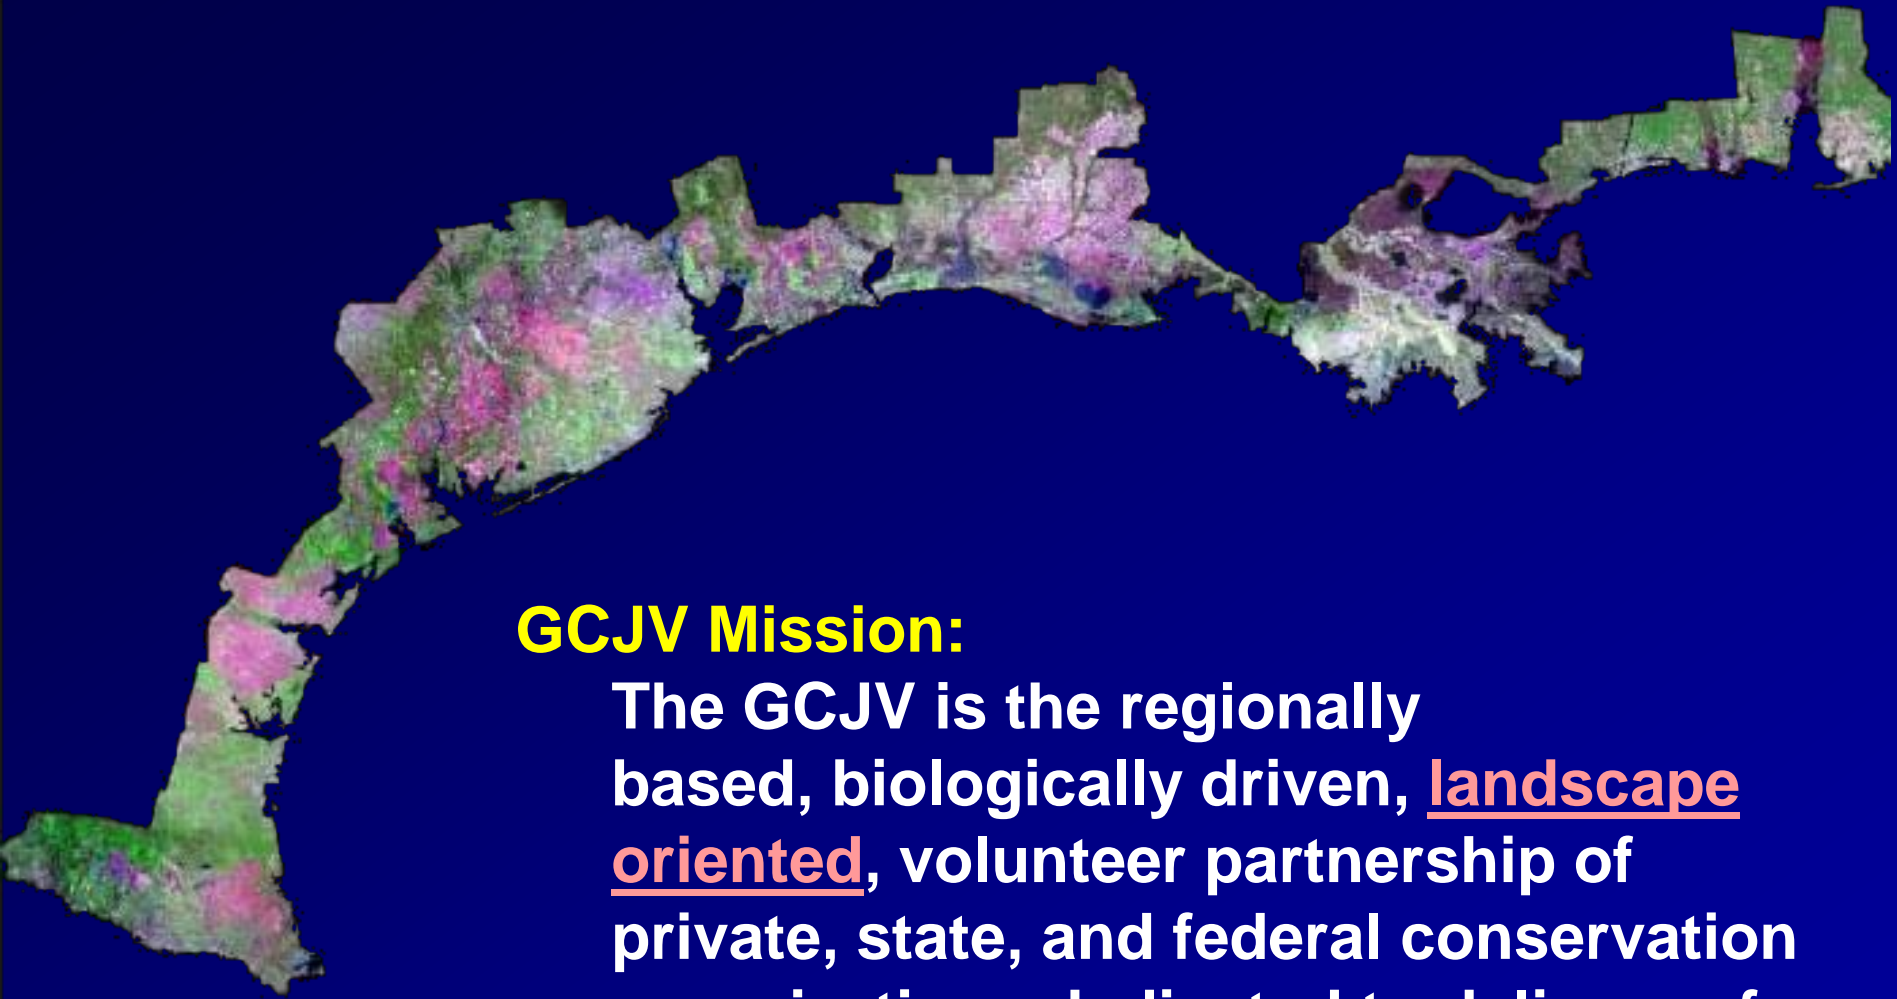 GCJV Mission:
The GCJV is the regionally
based, biologically driven, landscape
oriented, volunteer partnership of
private, state, and federal conservation